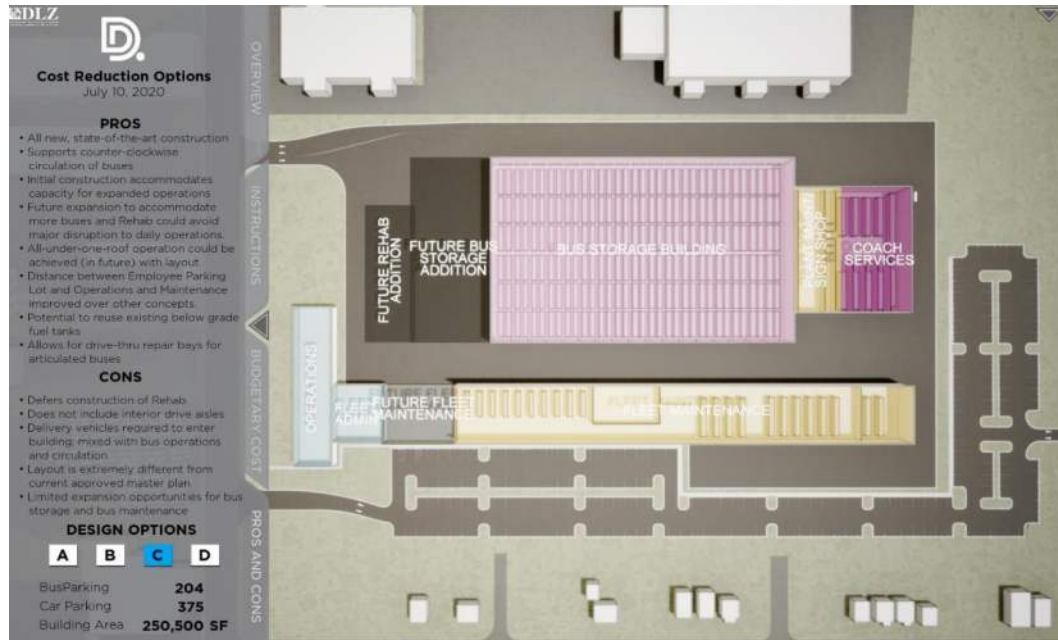 DLZ
D.
Cost Reduction Options
July 10, 2020
PROS
• All new, state-of-the-art construction
• Supports counter-clockwise
circulation of buses
• Initial construction accommodates
capacity for expanded operations
• Future expansion to accommodate
more buses and Rehab could avoid
major disruption to daily operations.
• All-under-one-roof operation could be
achieved (in future) with layout
• Distance between Employee Parking
Lot and Operations and Maintenance
improved over other concepts.
• Potential to reuse existing below grade
fuel tanks
• Allows for drive-thru repair bays for
articulated buses
CONS
• Defers construction of Rehab
• Does not include interior drive aisles
• Delivery vehicles required to enter
building; mixed with bus operations
and circulation
• Layout is extremely different from
current approved master plan.
• Limited expansion opportunities for bus
storage and bus maintenance
DESIGN OPTIONS
A B C D
BusParking 204
Car Parking 375
Building Area 250,500 SF
OVERVIEW
INSTRUCTIONS
BUDGETARY COST
PROS AND CONS
FUTURE REHAB
ADDITION
FUTURE BUS
STORAGE
ADDITION
BUS STORAGE BUILDING
SIGN SHOP
COACH
SERVICES
OPERATIONS
FLEET
ADMIN
FUTURE FLEET
MAINTENANCE
FLEET MAINTENANCE